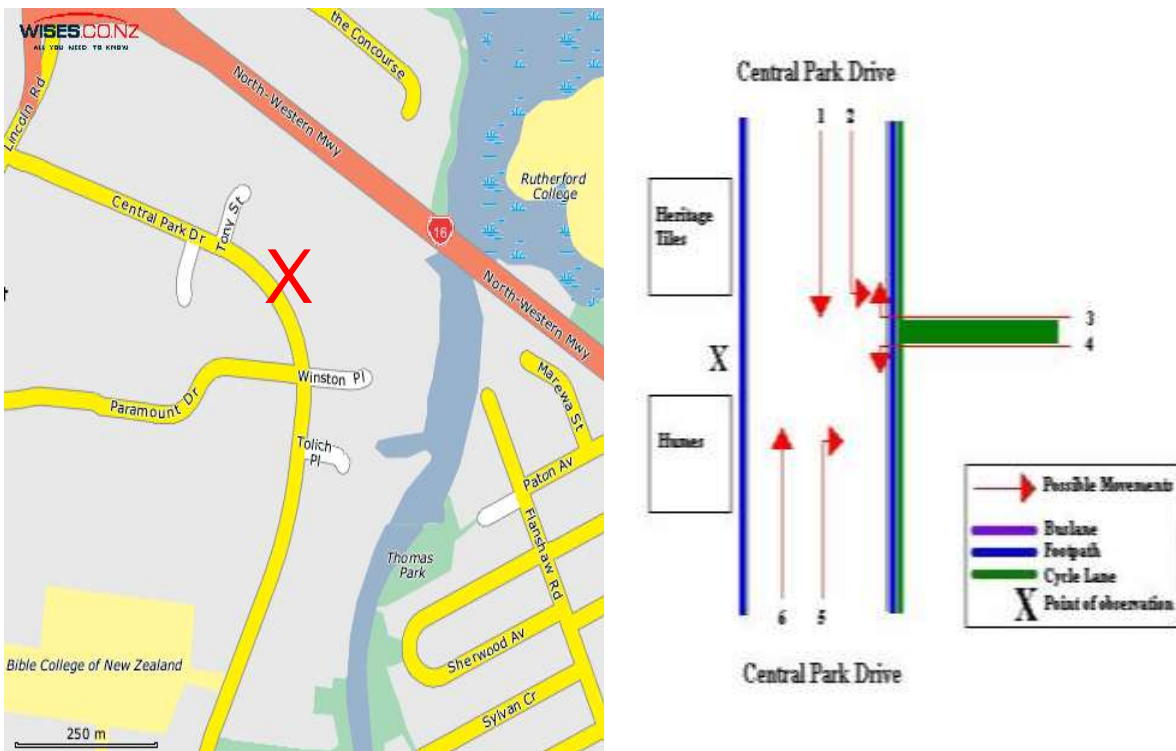 WISES.CO.NZ
ALL YOU NEED TO KNOW
the Concourse
Lincoln Rd
North-Western Mwy
Rutherford
College
Central Park Dr
Tony St
16
X
North-Western Mwy
Winston Pl
Paramount Dr
Marewa St
Tolich
Pl
Paton Av
Flanshaw Rd
Thomas
Park
Sherwood Av
Bible College of New Zealand
Sylvan Cr
250 m
Central Park Drive
1 2
Heritage
Tiles
3
4
X
Humes
6 5
Central Park Drive
Possible Movements
Buslane
Footpath
Cycle Lane
X Point of observation